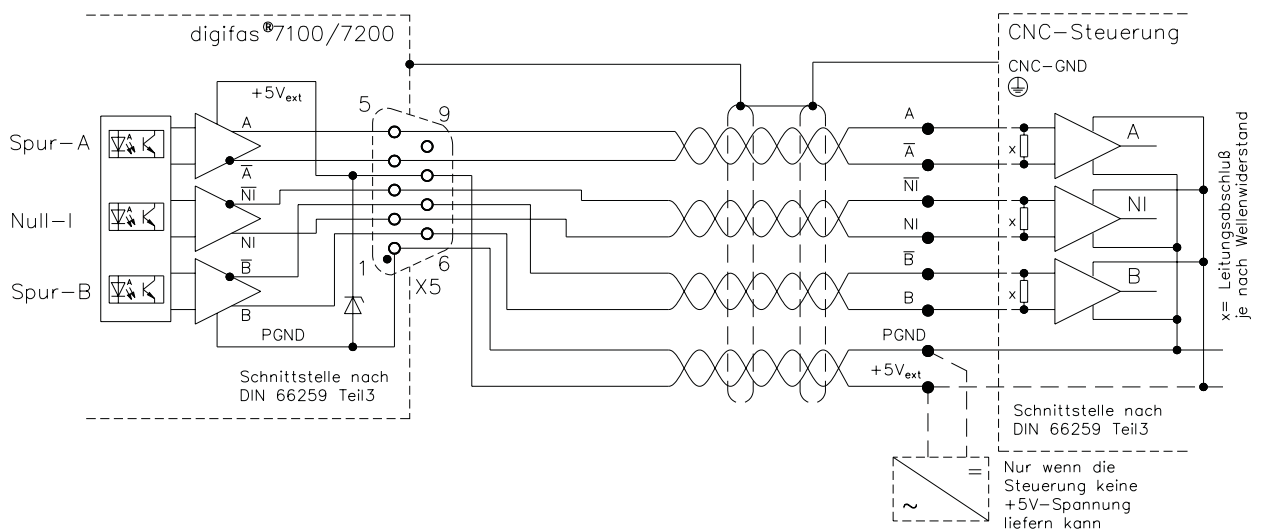 digifas®7100/7200
CNC-Steuerung
CNC-GND
+5Vext
5
9
Spur-A
A
A̅
A
A̅
x
A
Null-I
N̅I̅
NI
N̅I̅
NI
x
NI
Spur-B
B̅
B
B̅
B
x
B
1
6
X5
PGND
PGND
+5Vext
Schnittstelle nach
DIN 66259 Teil3
Schnittstelle nach
DIN 66259 Teil3
x= Leitungsabschluß
je nach Wellenwiderstand
=
~
Nur wenn die
Steuerung keine
+5V-Spannung
liefern kann